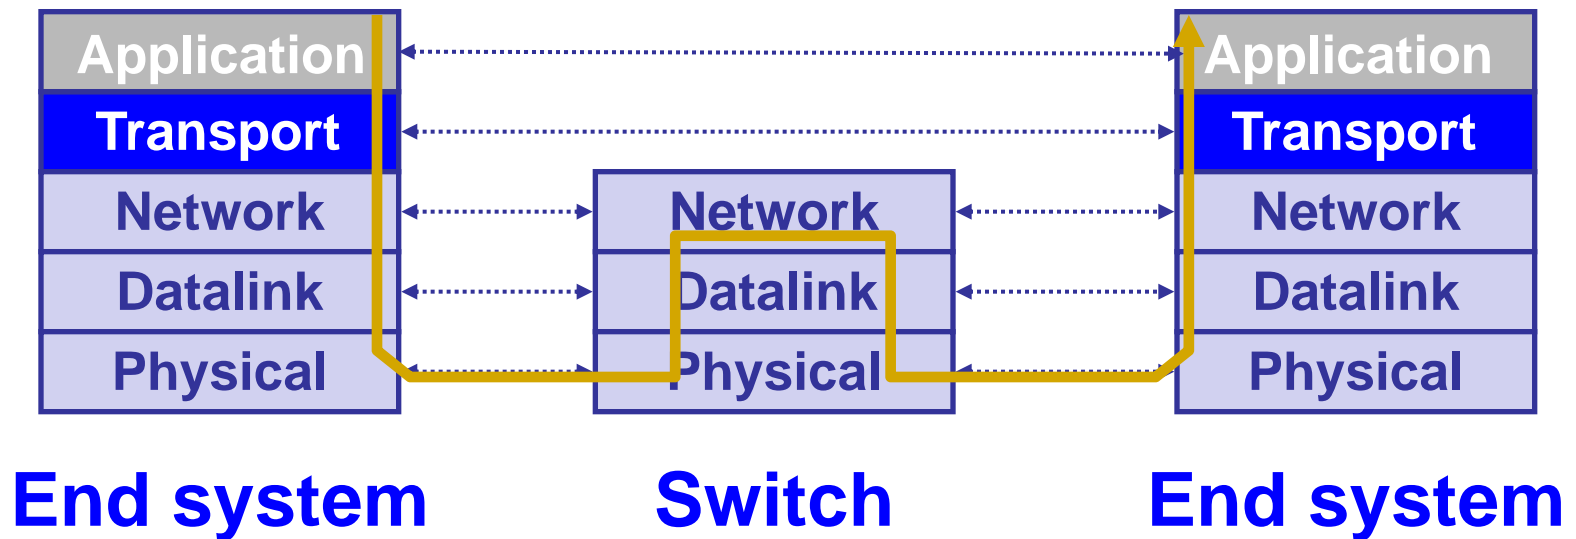 Application Application
Transport Transport
Network Network Network
Datalink Datalink Datalink
Physical Physical Physical
End system Switch End system